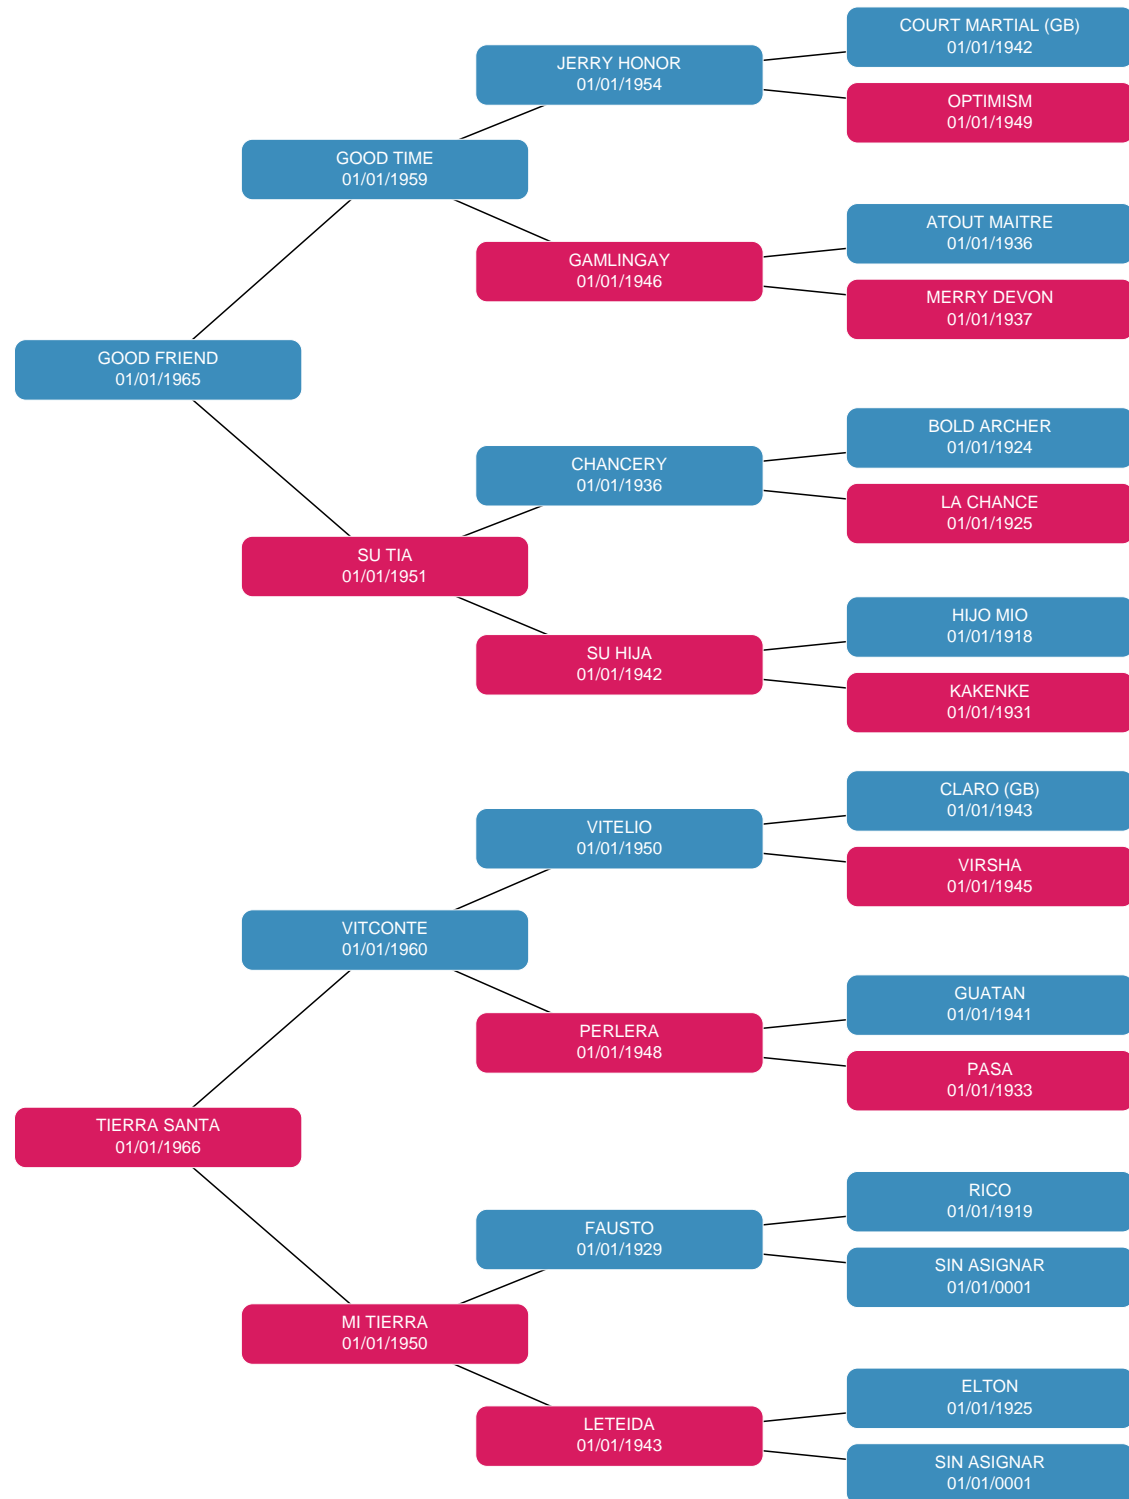 COURT MARTIAL (GB)
01/01/1942
JERRY HONOR
01/01/1954
OPTIMISM
01/01/1949
GOOD TIME
01/01/1959
ATOUT MAITRE
01/01/1936
GAMLINGAY
01/01/1946
MERRY DEVON
01/01/1937
GOOD FRIEND
01/01/1965
BOLD ARCHER
01/01/1924
CHANCERY
01/01/1936
LA CHANCE
01/01/1925
SU TIA
01/01/1951
HIJO MIO
01/01/1918
SU HIJA
01/01/1942
KAKENKE
01/01/1931
CLARO (GB)
01/01/1943
VITELIO
01/01/1950
VIRSHA
01/01/1945
VITCONTE
01/01/1960
GUATAN
01/01/1941
PERLERA
01/01/1948
PASA
01/01/1933
TIERRA SANTA
01/01/1966
RICO
01/01/1919
FAUSTO
01/01/1929
SIN ASIGNAR
01/01/0001
MI TIERRA
01/01/1950
ELTON
01/01/1925
LETEIDA
01/01/1943
SIN ASIGNAR
01/01/0001